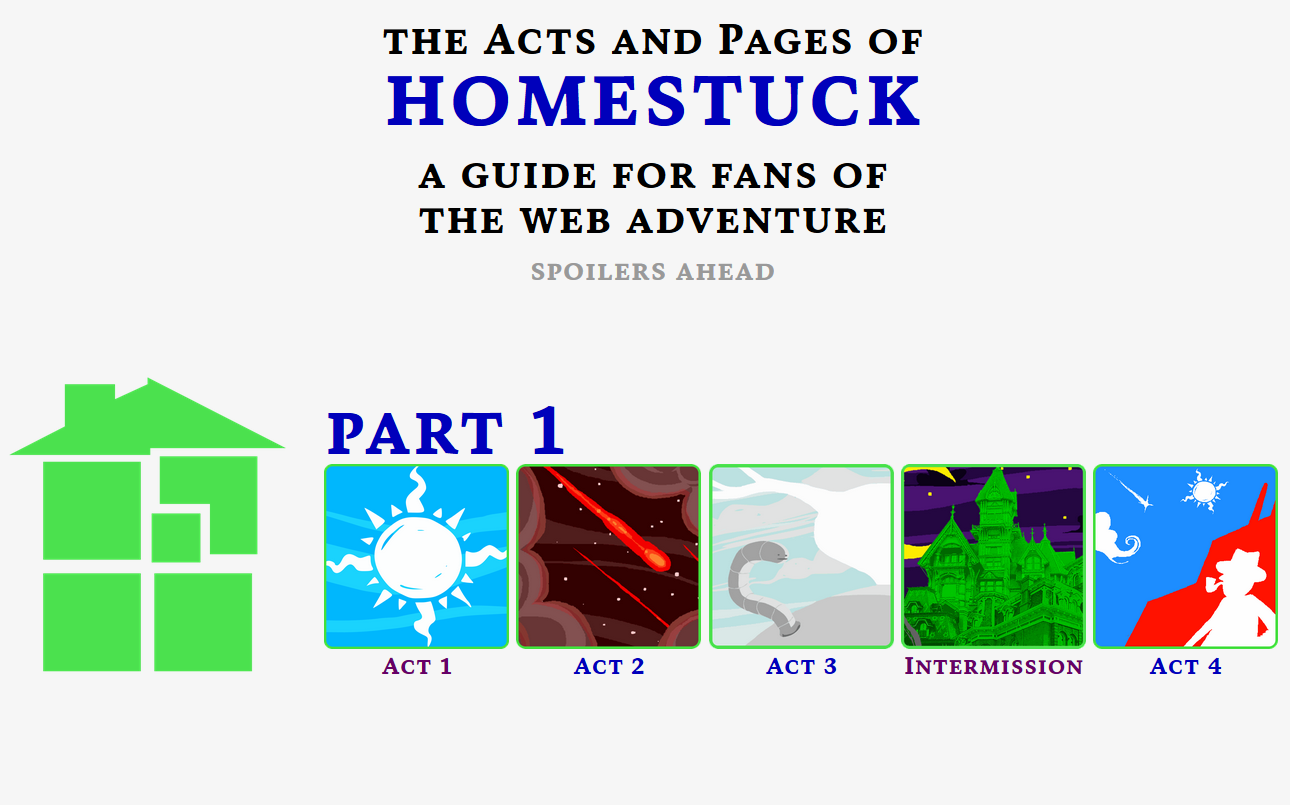 the Acts and Pages of
HOMESTUCK
a guide for fans of
the web adventure
spoilers ahead
part 1
Act 1
Act 2
Act 3
Intermission
Act 4